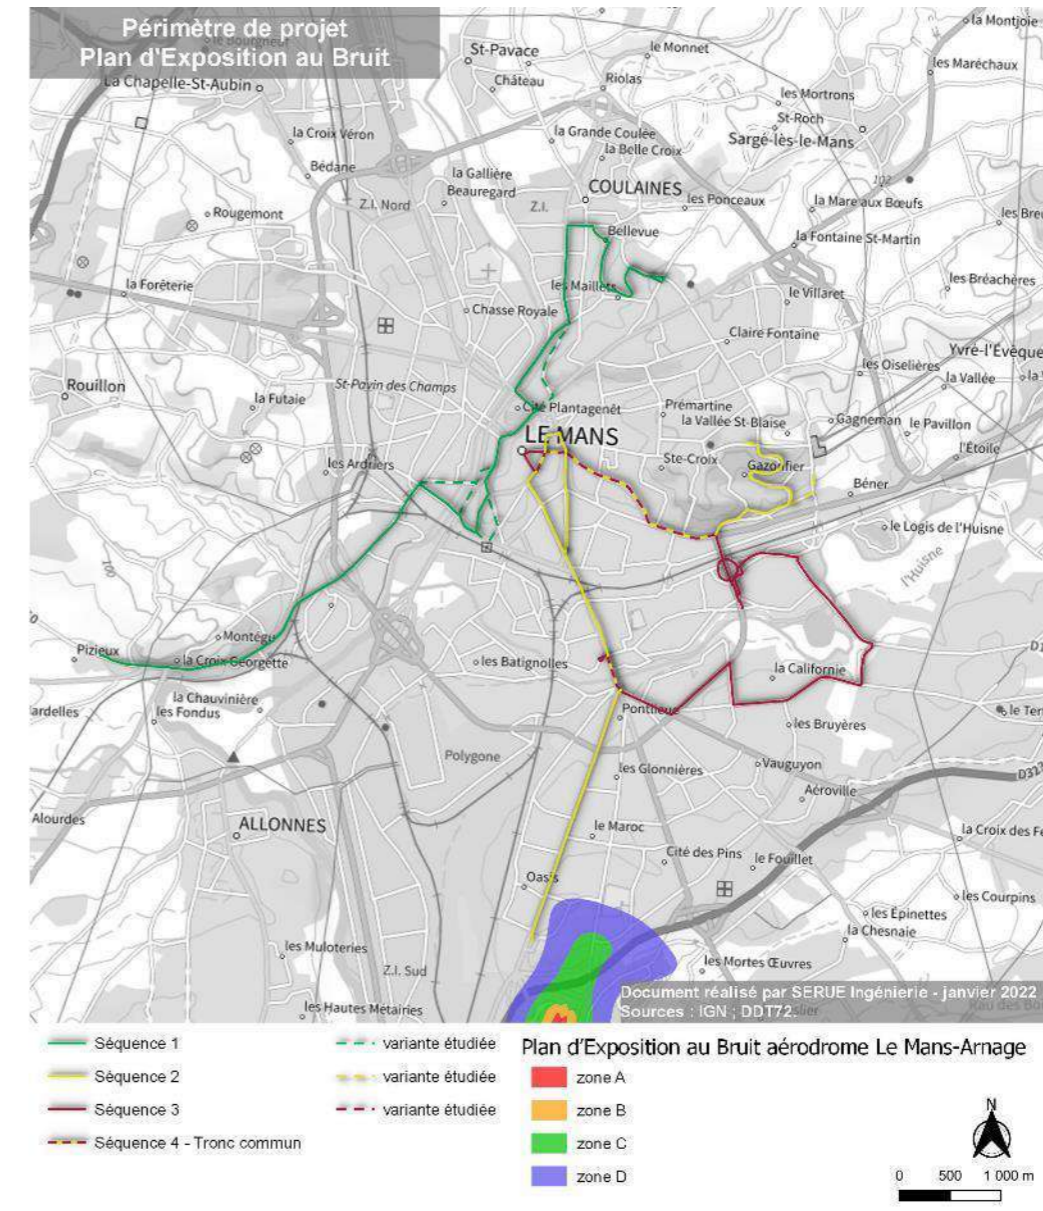 Périmètre de projet
Plan d'Exposition au Bruit
la Montjoie
St-Pavace
le Monnet
les Maréchaux
La Chapelle-St-Aubin
Château
Riolas
les Mortrons
St-Roch
Sargé-lès-le-Mans
la Croix Véron
la Grande Coulée
la Belle Croix
Bédane
la Gallière
Beauregard
COULAINES
102
Z.I. Nord
Z.I.
les Ponceaux
la Mare aux Bœufs
Rougemont
Bellevue
la Fontaine St-Martin
la Forêterie
les Maillets
le Villaret
les Bréachères
Chasse Royale
Claire Fontaine
Yvré-l'Évêque
les Oiselières
la Vallée
Rouillon
St-Pavin des Champs
la Futaie
Cité Plantagenêt
Prémartine
la Vallée St-Blaise
Gagneman
le Pavillon
LE MANS
l'Étoile
les Ardriers
Ste-Croix
Gazonfier
Béner
le Logis de l'Huisne
100
l'Huisne
Montégu
Pizieux
la Croix Georgette
les Batignolles
la Californie
la Chauvinière
les Fondus
Pontlieue
les Bruyères
Polygone
les Glonnières
Vauguyon
D323
Aéroville
Alourdes
ALLONNES
le Maroc
Cité des Pins
le Fouillet
Oasis
les Courpins
les Épinettes
la Chesnaie
les Muloteries
Z.I. Sud
les Mortes Œuvres
les Hautes Métairies
Document réalisé par SERUE Ingénierie - janvier 2022
Sources : IGN ; DDT72.
Séquence 1
variante étudiée
Plan d'Exposition au Bruit aérodrome Le Mans-Arnage
Séquence 2
variante étudiée
zone A
Séquence 3
variante étudiée
zone B
Séquence 4 - Tronc commun
zone C
zone D
N
0 500 1 000 m